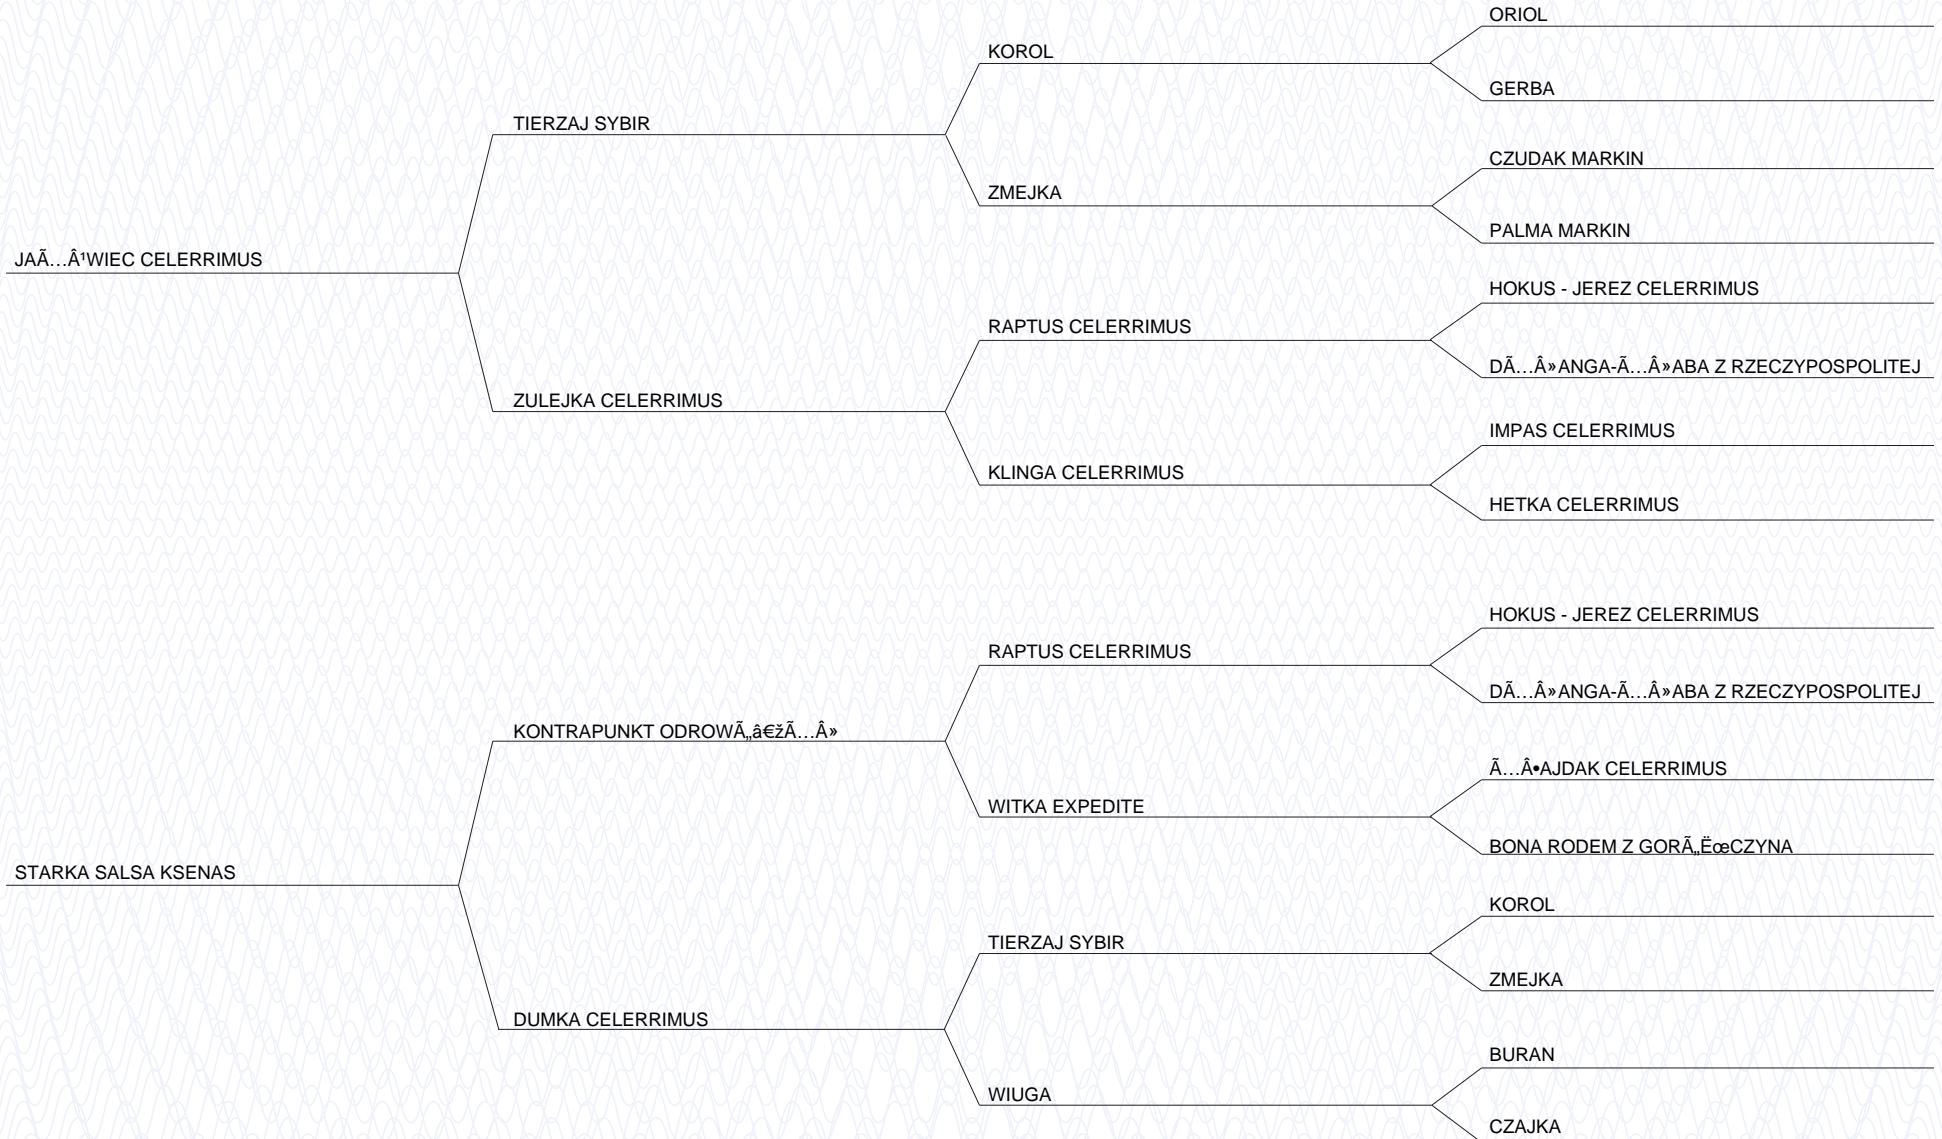 ORIOL
KOROL
GERBA
TIERZAJ SYBIR
CZUDAK MARKIN
ZMEJKA
PALMA MARKIN
JAÃ…Â¹WIEC CELERRIMUS
HOKUS - JEREZ CELERRIMUS
RAPTUS CELERRIMUS
DÃ…Â»ANGA-Ã…Â»ABA Z RZECZYPOSPOLITEJ
ZULEJKA CELERRIMUS
IMPAS CELERRIMUS
KLINGA CELERRIMUS
HETKA CELERRIMUS
HOKUS - JEREZ CELERRIMUS
RAPTUS CELERRIMUS
DÃ…Â»ANGA-Ã…Â»ABA Z RZECZYPOSPOLITEJ
KONTRAPUNKT ODROWÃ„â€žÃ…Â»
Ã…Â•AJDAK CELERRIMUS
WITKA EXPEDITE
BONA RODEM Z GORÃ„ËœCZYNA
STARKA SALSA KSENAS
KOROL
TIERZAJ SYBIR
ZMEJKA
DUMKA CELERRIMUS
BURAN
WIUGA
CZAJKA